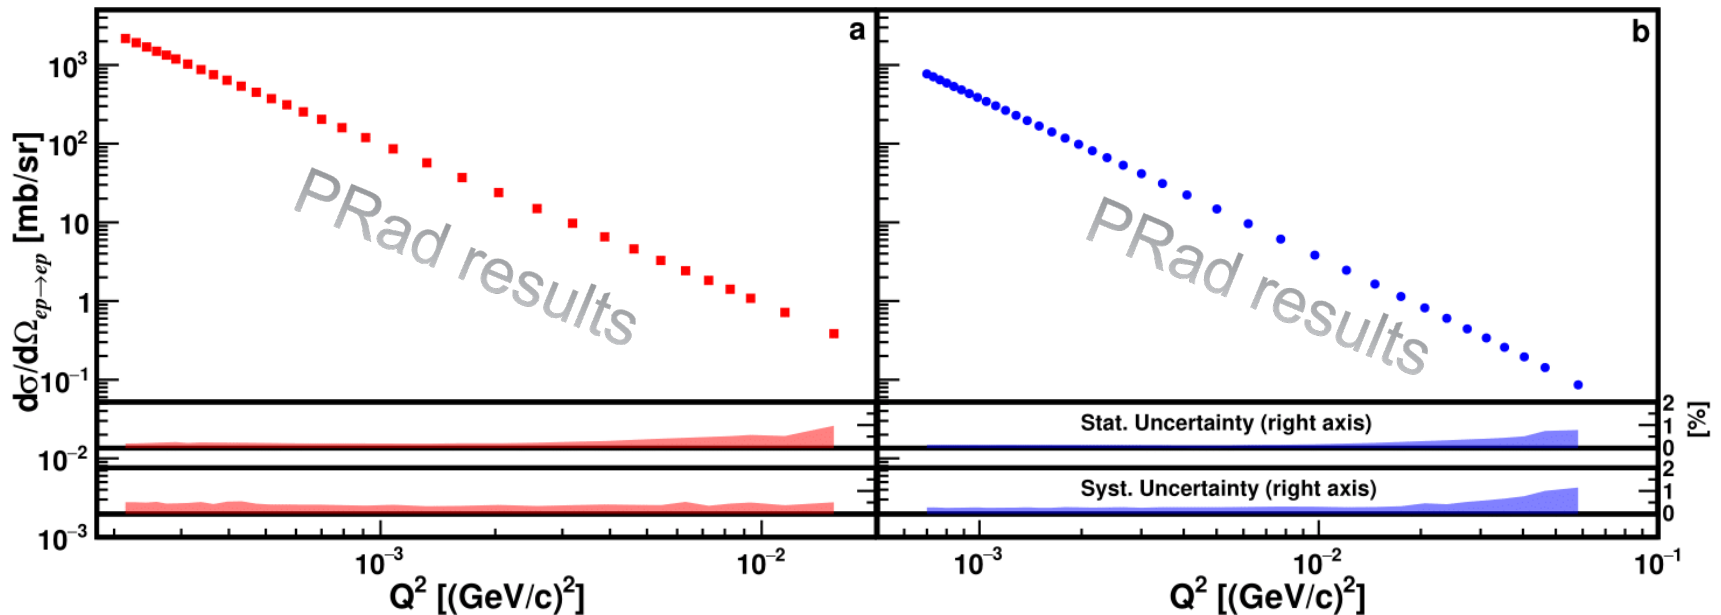 a
b
10³
10²
10
1
10⁻¹
10⁻²
10⁻³
dσ/dΩ_{ep→ep} [mb/sr]
PRad results
PRad results
Stat. Uncertainty (right axis)
Syst. Uncertainty (right axis)
2
1
0
2
1
0
[%]
10⁻³
10⁻²
10⁻³
10⁻²
10⁻¹
Q² [(GeV/c)²]
Q² [(GeV/c)²]